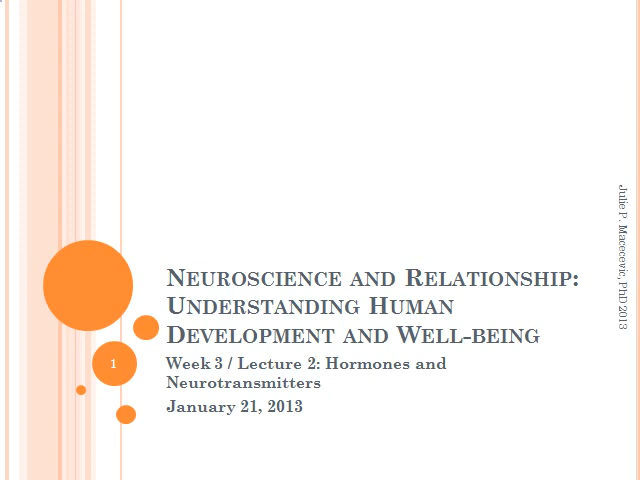 Neuroscience and Relationship:
Understanding Human
Development and Well-being
Week 3 / Lecture 2: Hormones and
Neurotransmitters
January 21, 2013
1
Julie P. Macecevic, PhD 2013